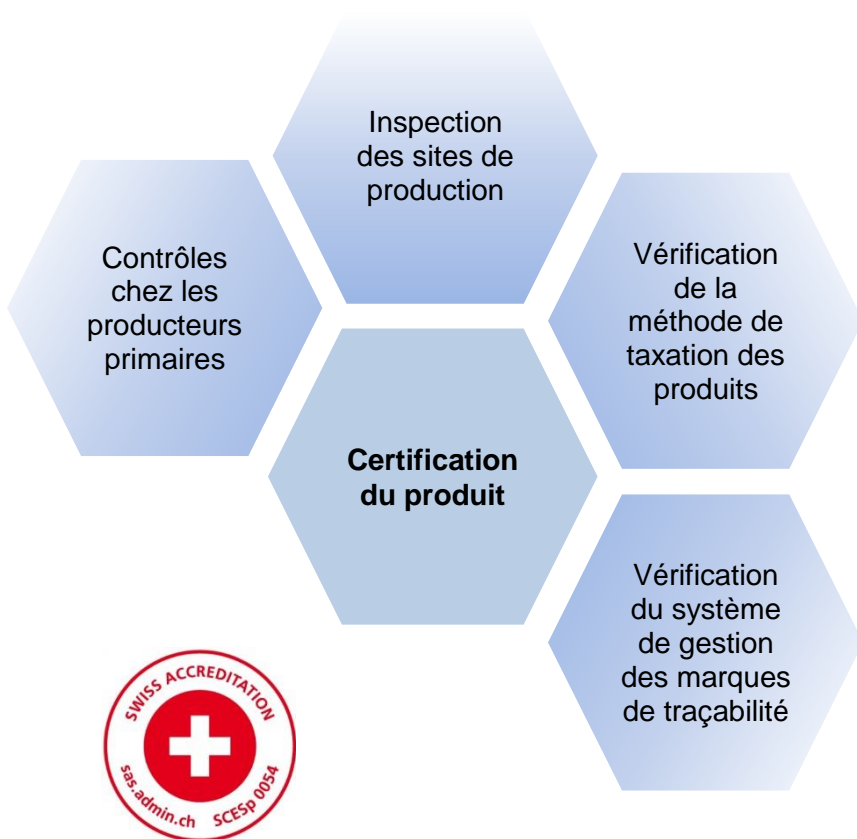 Inspection
des sites de
production
Contrôles
chez les
producteurs
primaires
Vérification
de la
méthode de
taxation des
produits
Certification
du produit
Vérification
du système
de gestion
des marques
de traçabilité
SWISS ACCREDITATION
sas.admin.ch SCESp 0054